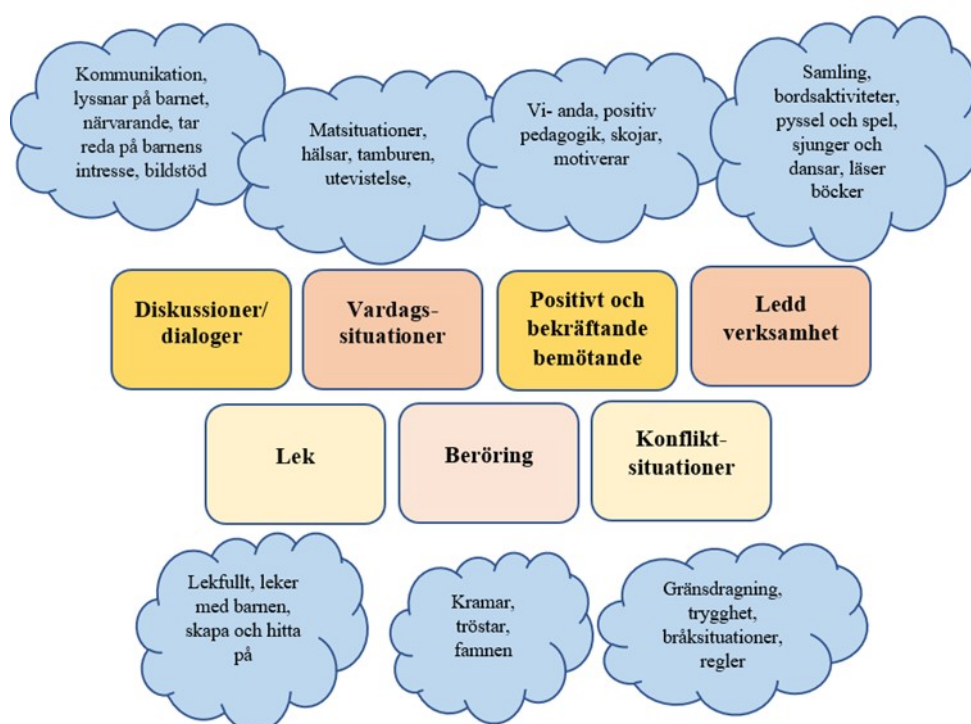 Kommunikation,
lyssnar på barnet,
närvarande, tar
reda på barnens
intresse, bildstöd
Matsituationer,
hälsar, tamburen,
utevistelse,
Vi- anda, positiv
pedagogik, skojar,
motiverar
Samling,
bordsaktiviteter,
pyssel och spel,
sjunger och
dansar, läser
böcker
Diskussioner/
dialoger
Vardags-
situationer
Positivt och
bekräftande
bemötande
Ledd
verksamhet
Lek
Beröring
Konflikt-
situationer
Lekfullt, leker
med barnen,
skapa och hitta
på
Kramar,
tröstar,
famnen
Gränsdragning,
trygghet,
bråksituationer,
regler